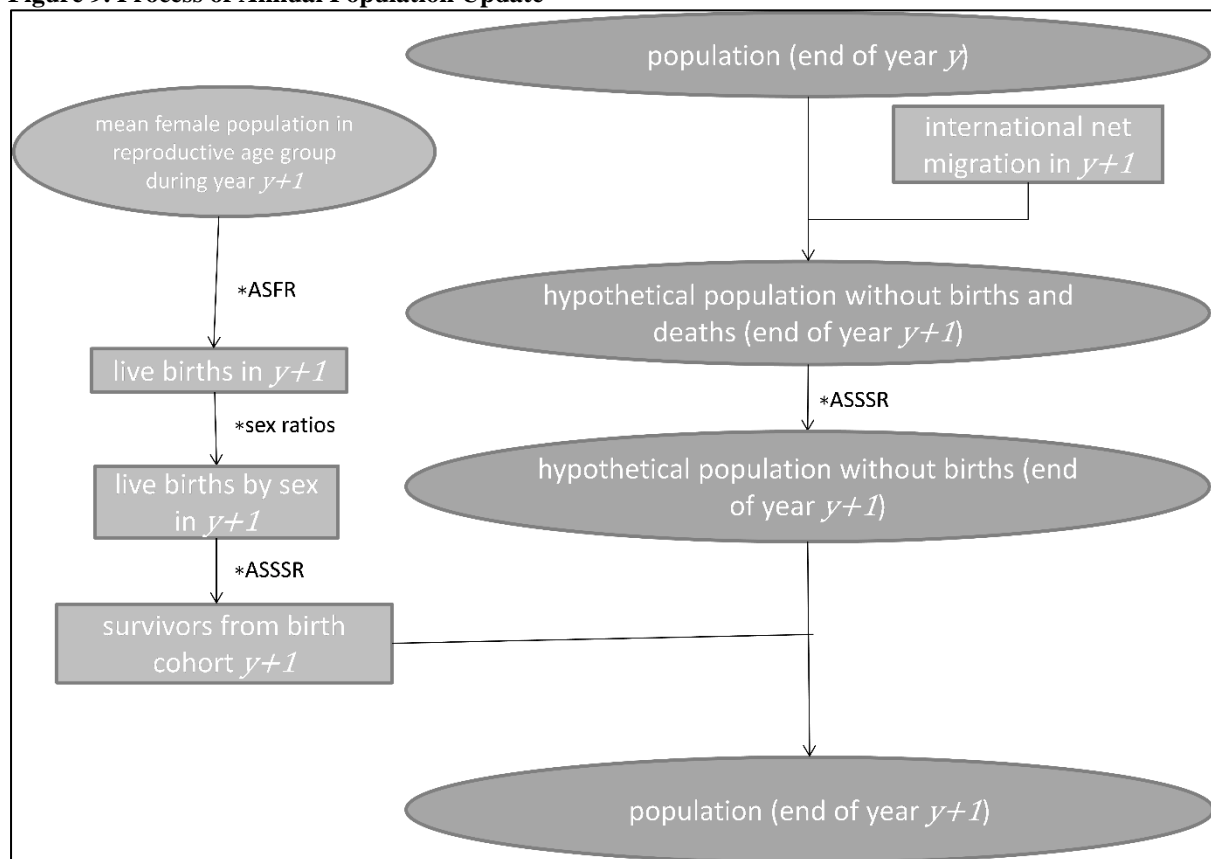 Figure 9. Process of Annual Population Update
population (end of year y)
mean female population in
reproductive age group
during year y+1
international net
migration in y+1
*ASFR
hypothetical population without births and
deaths (end of year y+1)
live births in y+1
*ASSSR
*sex ratios
hypothetical population without births (end
of year y+1)
live births by sex
in y+1
*ASSSR
survivors from birth
cohort y+1
population (end of year y+1)